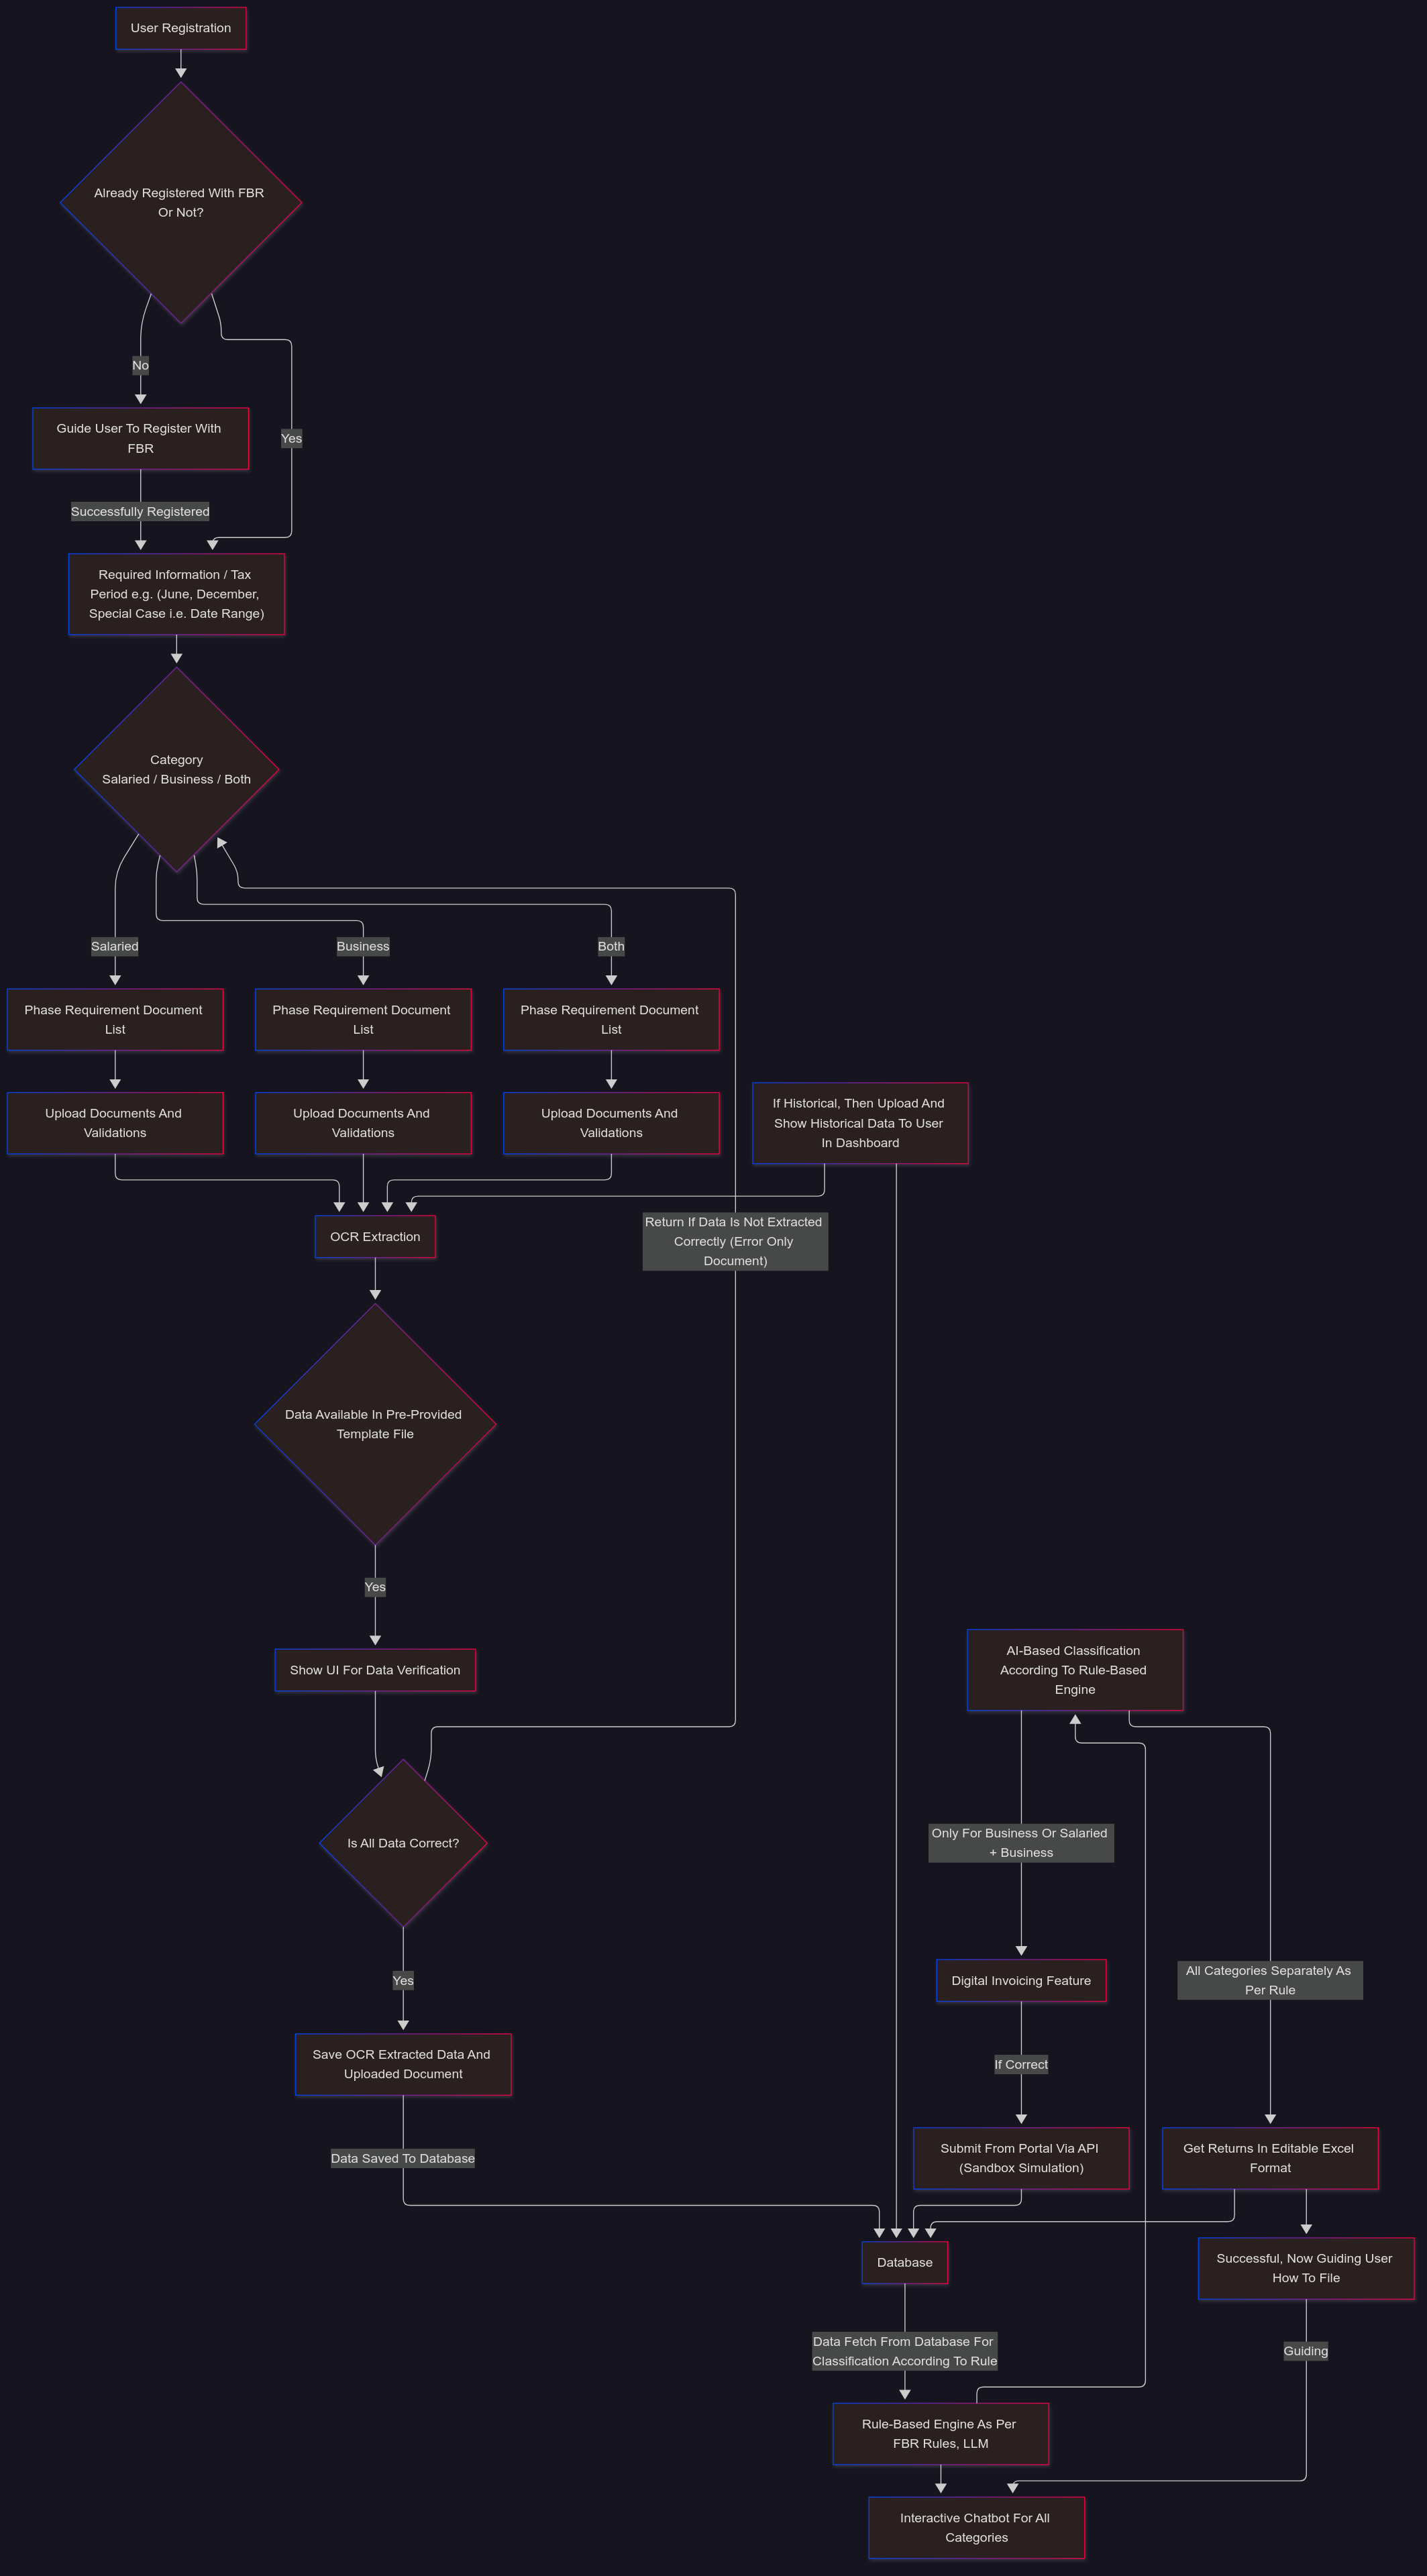 User Registration
Already Registered With FBR
Or Not?
No
Yes
Guide User To Register With
FBR
Successfully Registered
Required Information / Tax
Period e.g. (June, December,
Special Case i.e. Date Range)
Category
Salaried / Business / Both
Salaried
Business
Both
Phase Requirement Document
List
Phase Requirement Document
List
Phase Requirement Document
List
Upload Documents And
Validations
Upload Documents And
Validations
Upload Documents And
Validations
If Historical, Then Upload And
Show Historical Data To User
In Dashboard
OCR Extraction
Return If Data Is Not Extracted
Correctly (Error Only
Document)
Data Available In Pre-Provided
Template File
Yes
Show UI For Data Verification
AI-Based Classification
According To Rule-Based
Engine
Is All Data Correct?
Only For Business Or Salaried
+ Business
Yes
Digital Invoicing Feature
All Categories Separately As
Per Rule
Save OCR Extracted Data And
Uploaded Document
If Correct
Data Saved To Database
Submit From Portal Via API
(Sandbox Simulation)
Get Returns In Editable Excel
Format
Database
Successful, Now Guiding User
How To File
Data Fetch From Database For
Classification According To Rule
Guiding
Rule-Based Engine As Per
FBR Rules, LLM
Interactive Chatbot For All
Categories